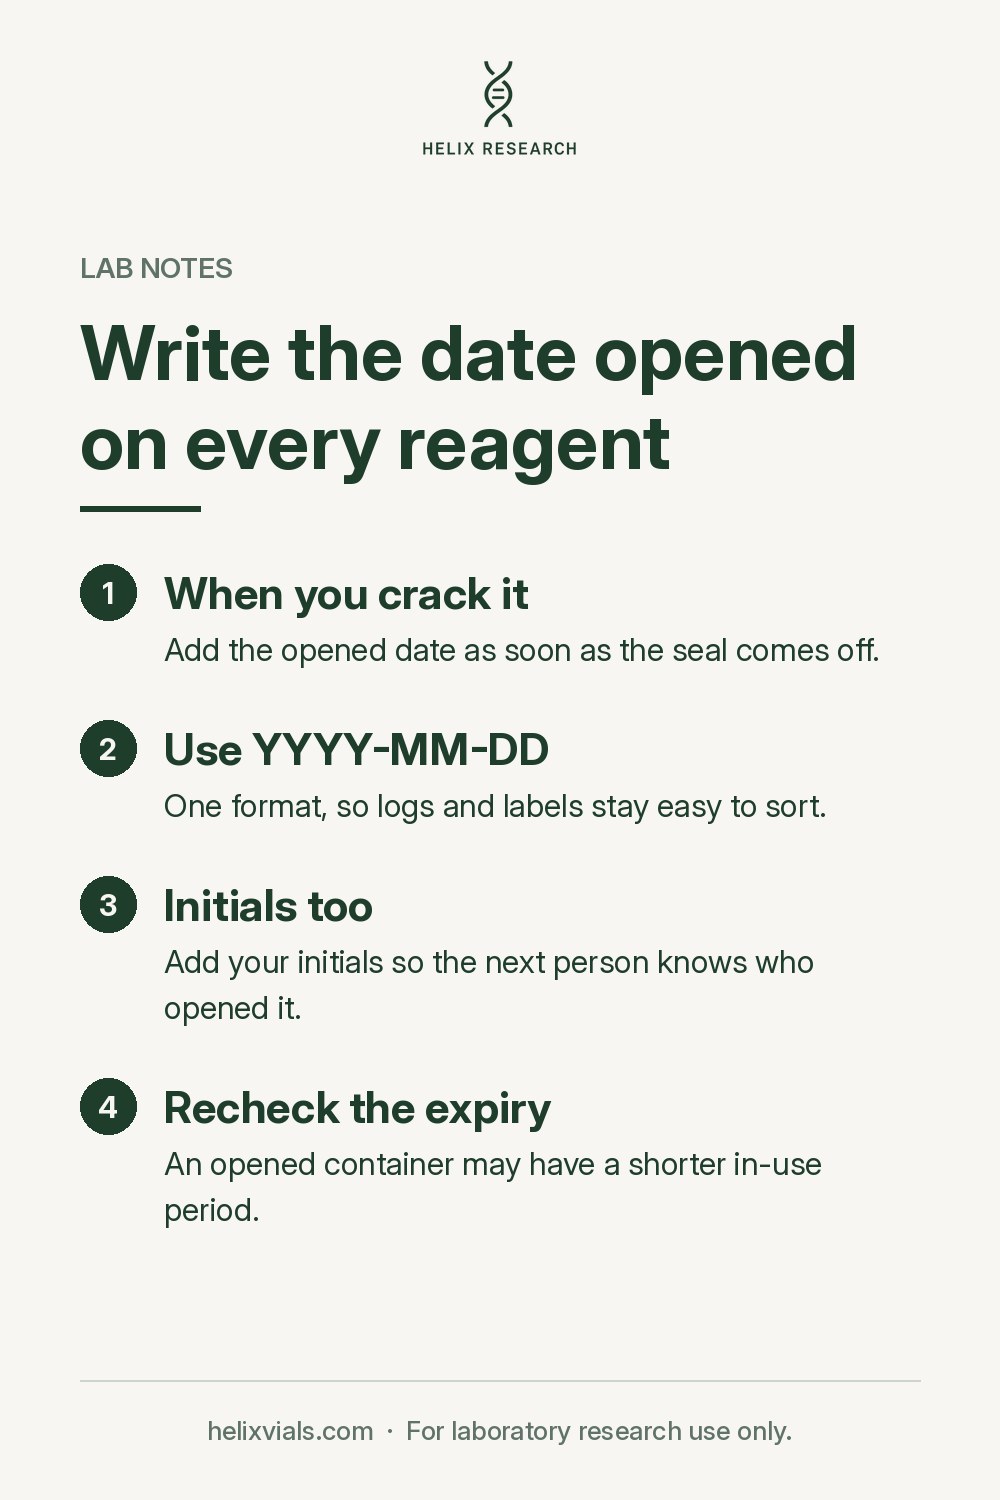 HELIX RESEARCH
LAB NOTES
Write the date opened
on every reagent
1 When you crack it
Add the opened date as soon as the seal comes off.
2 Use YYYY-MM-DD
One format, so logs and labels stay easy to sort.
3 Initials too
Add your initials so the next person knows who
opened it.
4 Recheck the expiry
An opened container may have a shorter in-use
period.
helixvials.com · For laboratory research use only.